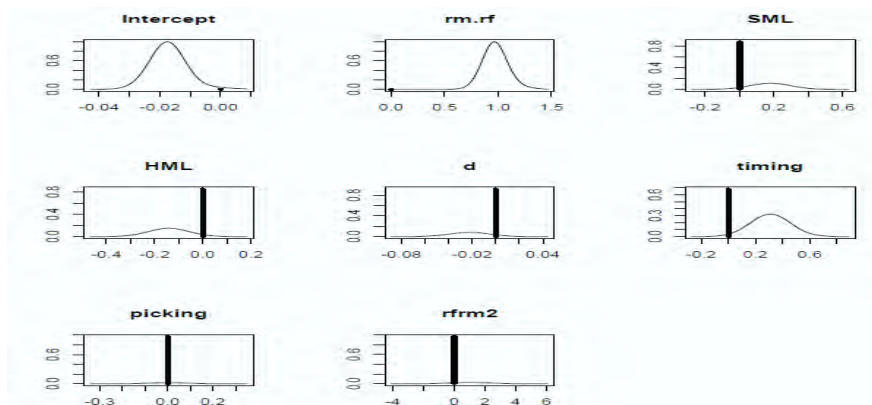 Intercept
rm.rf
SML
0.0 0.6
-0.04 -0.02 0.00
0.0 0.6
0.0 0.5 1.0 1.5
0.0 0.4 0.8
-0.2 0.2 0.6
HML
d
timing
0.0 0.4 0.8
-0.4 -0.2 0.0 0.2
0.0 0.4 0.8
-0.08 -0.02 0.04
0.0 0.3 0.6
-0.2 0.2 0.6
picking
rfrm2
0.0 0.6
-0.3 0.0 0.2
0.0 0.6
-4 0 2 4 6